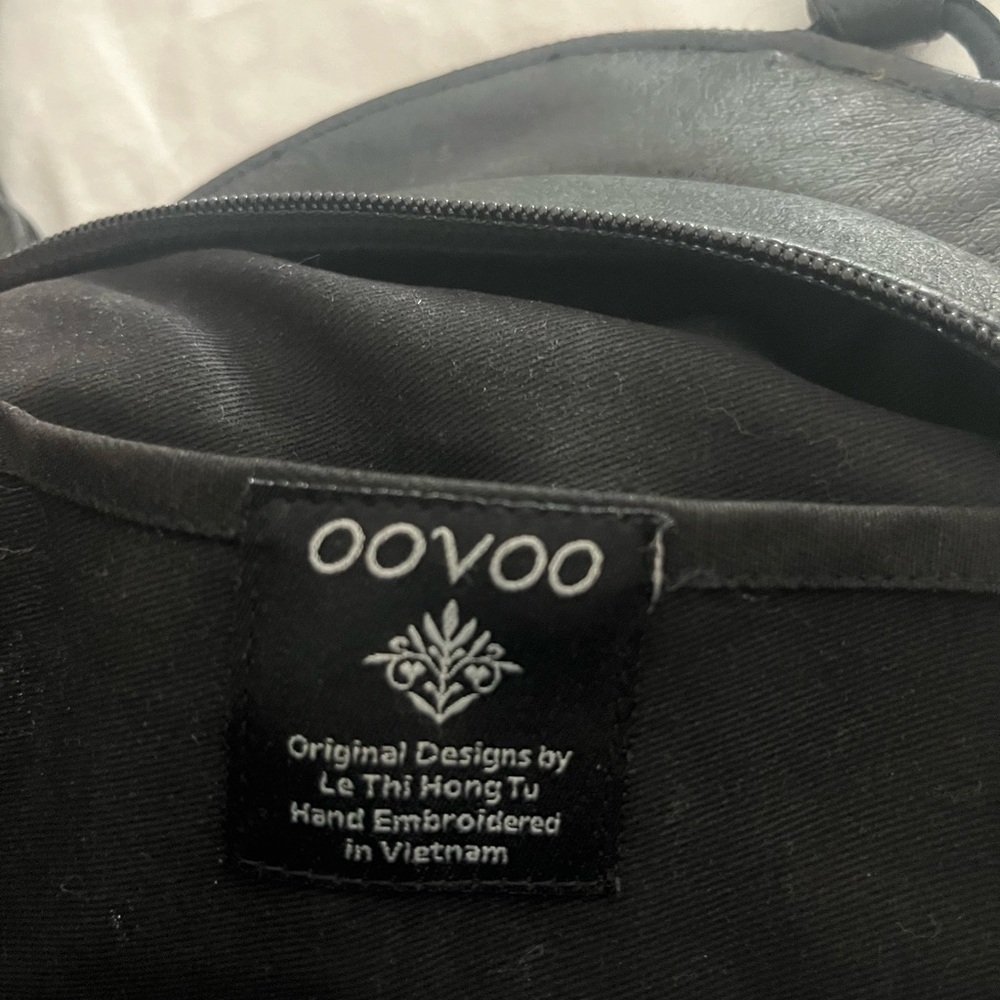 OOVOO
Original Designs by
Le Thi Hong Tu
Hand Embroidered
in Vietnam